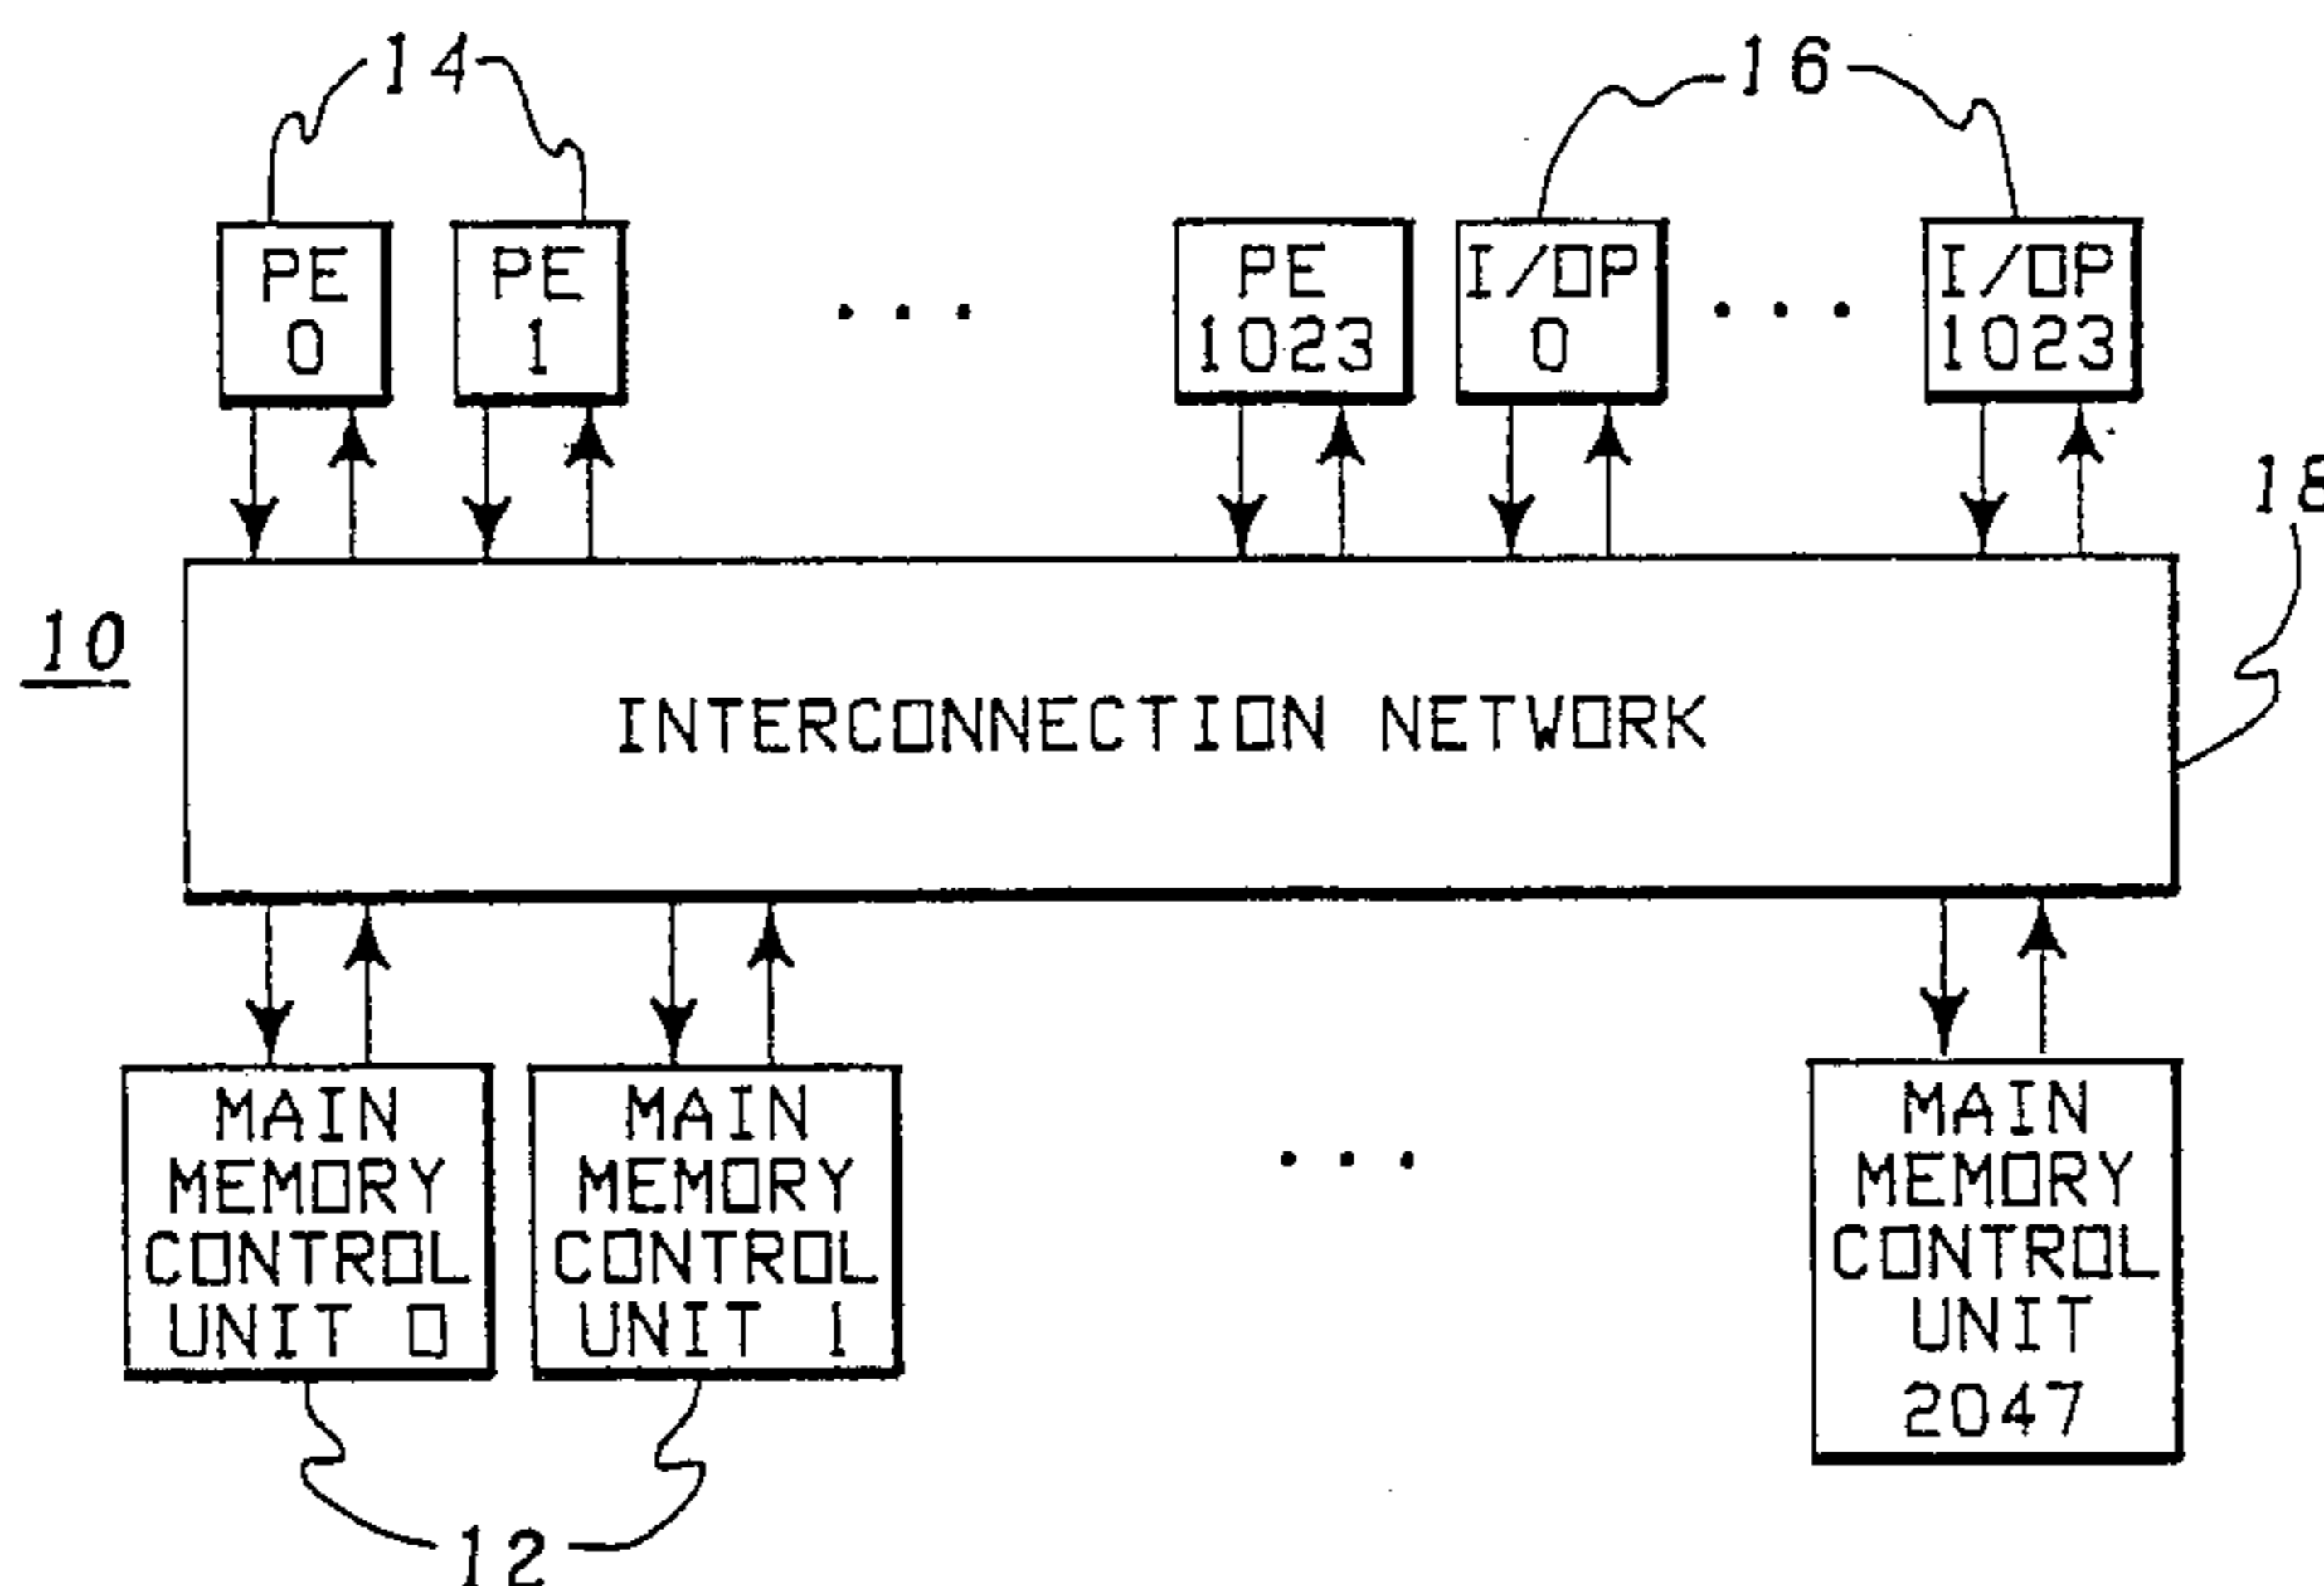 14
16
PE
0
PE
1
PE
1023
I/OP
0
I/OP
1023
18
10
INTERCONNECTION NETWORK
MAIN
MEMORY
CONTROL
UNIT 0
MAIN
MEMORY
CONTROL
UNIT 1
MAIN
MEMORY
CONTROL
UNIT
2047
12